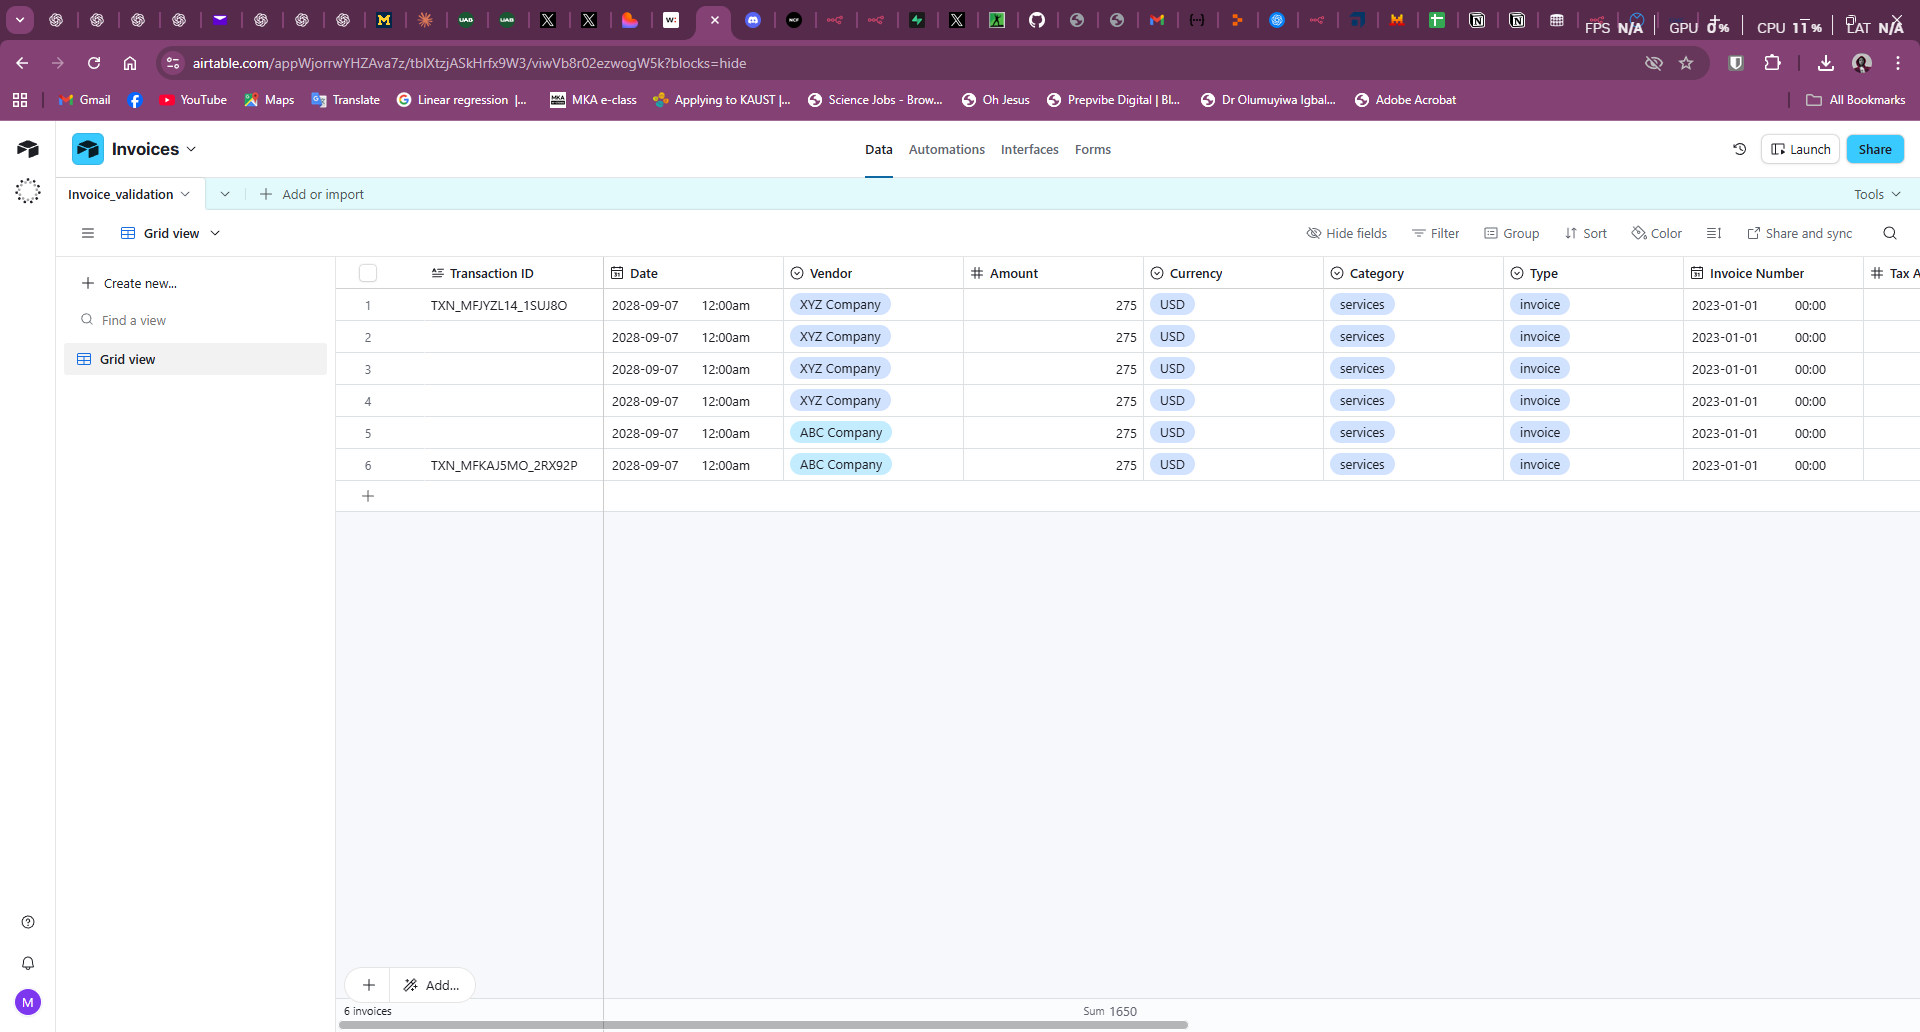 FPS N/A GPU 0% CPU 11% LAT N/A
airtable.com/appWjorrwYHZAva7z/tblXtzjASkHrfx9W3/viwVb8r02ezwogW5k?blocks=hide
Gmail YouTube Maps Translate Linear regression |... MKA e-class Applying to KAUST |... Science Jobs - Brow... Oh Jesus Prepvibe Digital | Bl... Dr Olumuyiwa Igbal... Adobe Acrobat All Bookmarks
Invoices Data Automations Interfaces Forms Launch Share
Invoice_validation Add or import Tools
Grid view Hide fields Filter Group Sort Color Share and sync
Create new...
Find a view
Grid view
Transaction ID Date Vendor Amount Currency Category Type Invoice Number Tax A
1 TXN_MFJYZL14_1SUJ8O 2028-09-07 12:00am XYZ Company 275 USD services invoice 2023-01-01 00:00
2 2028-09-07 12:00am XYZ Company 275 USD services invoice 2023-01-01 00:00
3 2028-09-07 12:00am XYZ Company 275 USD services invoice 2023-01-01 00:00
4 2028-09-07 12:00am XYZ Company 275 USD services invoice 2023-01-01 00:00
5 2028-09-07 12:00am ABC Company 275 USD services invoice 2023-01-01 00:00
6 TXN_MFKAJ5MO_2RX92P 2028-09-07 12:00am ABC Company 275 USD services invoice 2023-01-01 00:00
Add...
6 invoices Sum 1650
M